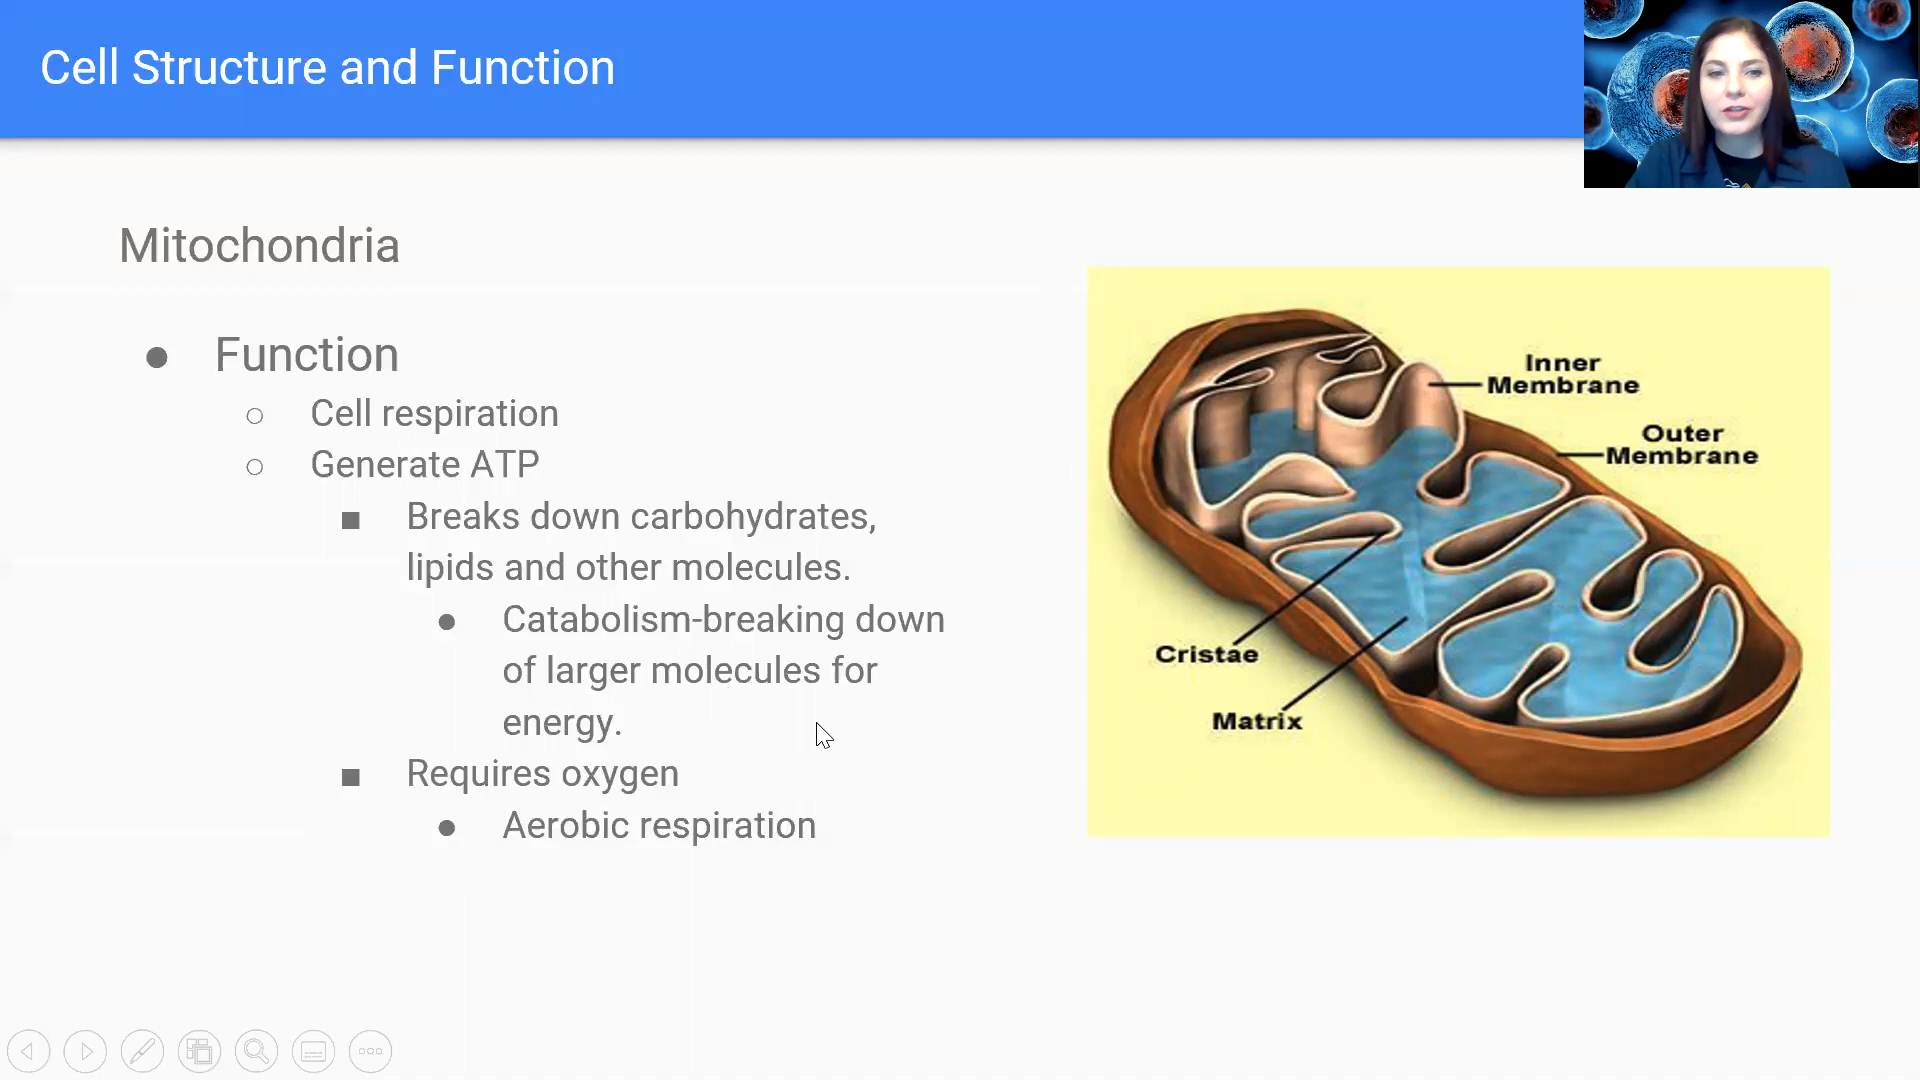 Cell Structure and Function
Mitochondria
Function
Cell respiration
Generate ATP
Breaks down carbohydrates,
lipids and other molecules.
Catabolism-breaking down
of larger molecules for
energy.
Requires oxygen
Aerobic respiration
Inner
Membrane
Outer
Membrane
Cristae
Matrix